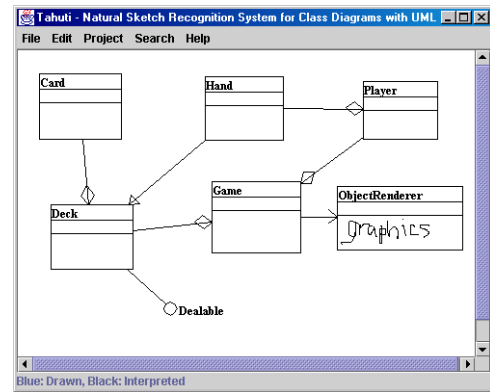 Tahuti - Natural Sketch Recognition System for Class Diagrams with UML
File Edit Project Search Help
Card
Hand
Player
Deck
Game
ObjectRenderer
graphics
Dealable
Blue: Drawn, Black: Interpreted